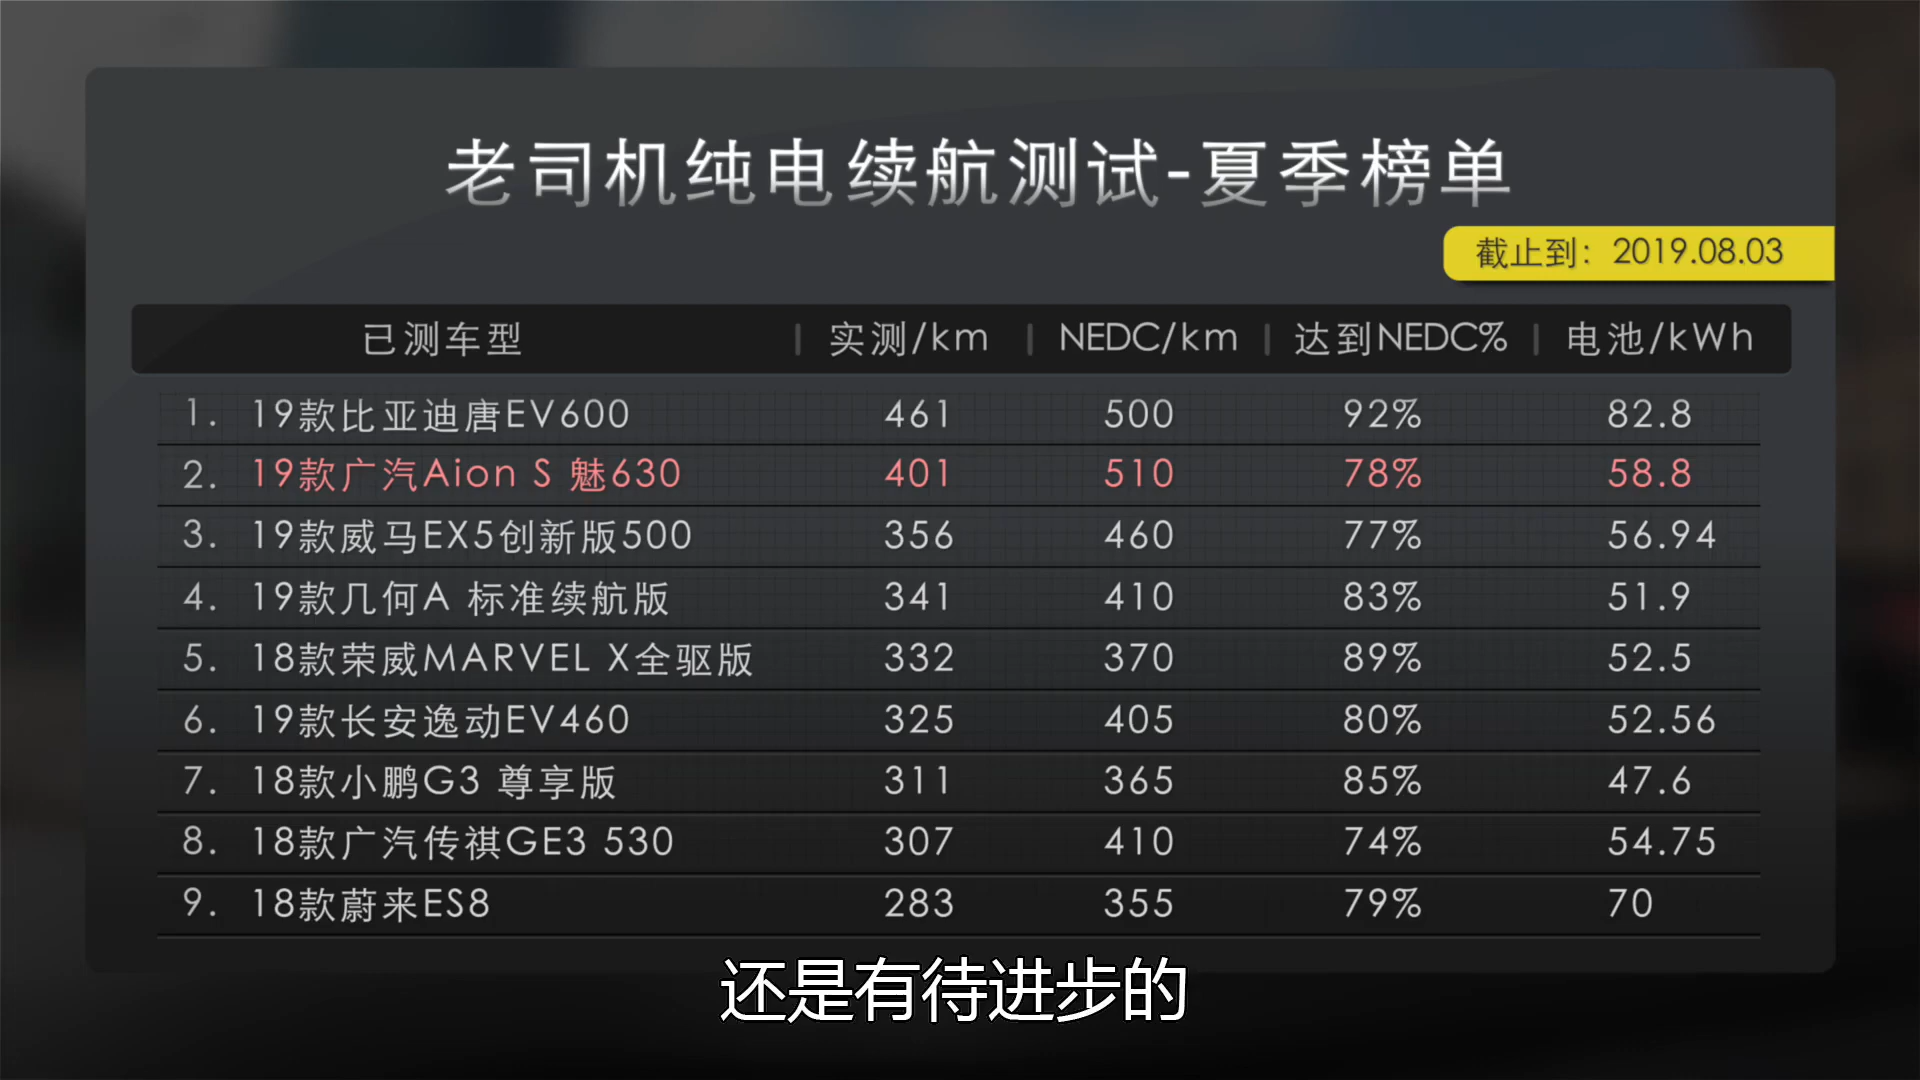 老司机纯电续航测试-夏季榜单
截止到：2019.08.03
已测车型 | 实测/km | NEDC/km | 达到NEDC% | 电池/kWh
1. 19款比亚迪唐EV600 461 500 92% 82.8
2. 19款广汽Aion S 魅630 401 510 78% 58.8
3. 19款威马EX5创新版500 356 460 77% 56.94
4. 19款几何A 标准续航版 341 410 83% 51.9
5. 18款荣威MARVEL X全驱版 332 370 89% 52.5
6. 19款长安逸动EV460 325 405 80% 52.56
7. 18款小鹏G3 尊享版 311 365 85% 47.6
8. 18款广汽传祺GE3 530 307 410 74% 54.75
9. 18款蔚来ES8 283 355 79% 70
还是有待进步的